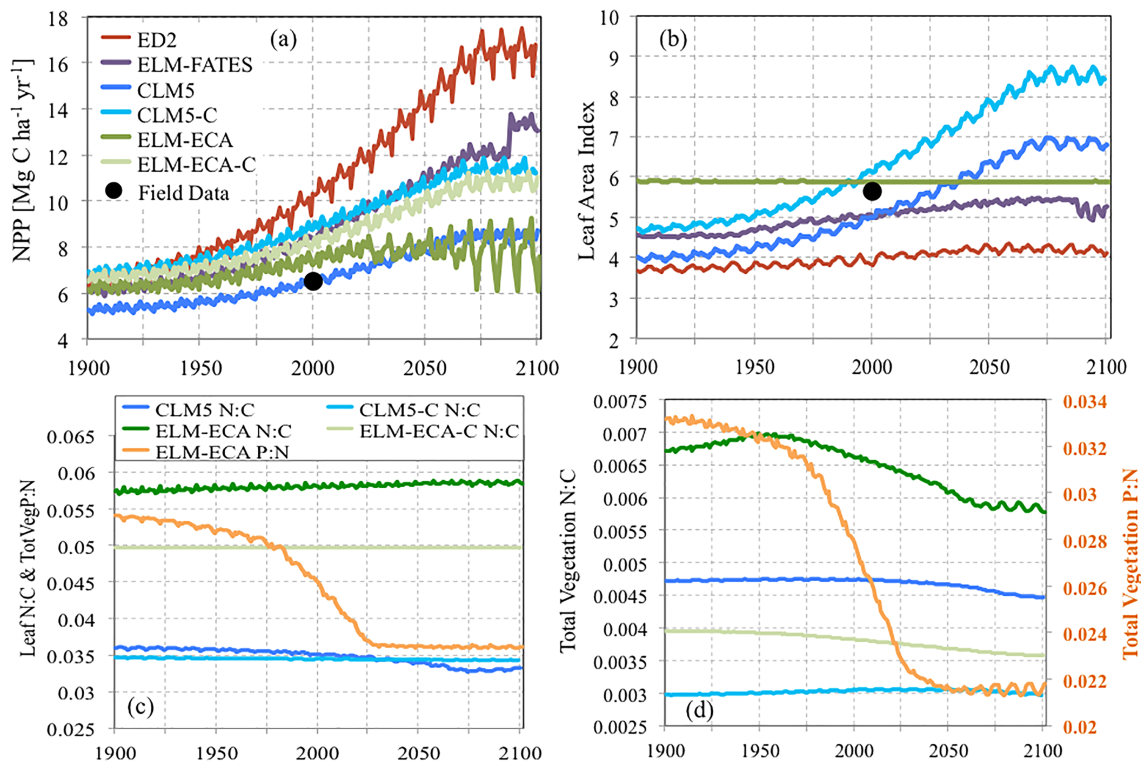 (a)
NPP [Mg C ha⁻¹ yr⁻¹]
18
16
14
12
10
8
6
4
ED2
ELM-FATES
CLM5
CLM5-C
ELM-ECA
ELM-ECA-C
Field Data
1900 1950 2000 2050 2100
(b)
Leaf Area Index
10
9
8
7
6
5
4
3
2
1900 1950 2000 2050 2100
CLM5 N:C CLM5-C N:C
ELM-ECA N:C ELM-ECA-C N:C
ELM-ECA P:N
Leaf N:C & TotVegP:N
0.065
0.06
0.055
0.05
0.045
0.04
0.035
0.03
0.025
(c)
1900 1950 2000 2050 2100
Total Vegetation N:C
0.0075
0.007
0.0065
0.006
0.0055
0.005
0.0045
0.004
0.0035
0.003
0.0025
(d)
1900 1950 2000 2050 2100
0.034
0.032
0.03
0.028
0.026
0.024
0.022
0.02
Total Vegetation P:N